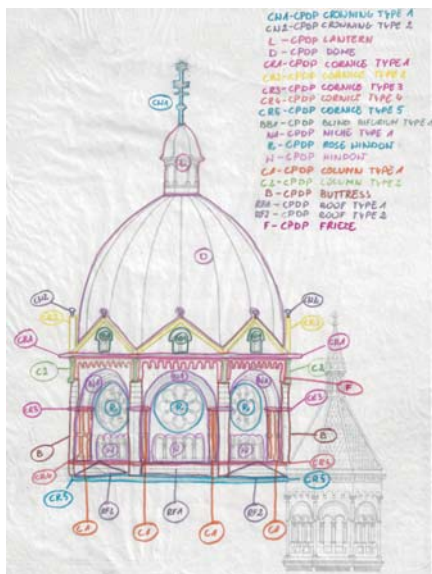 CN1-CPDP CROWNING TYPE 1
CN2-CPDP CROWNING TYPE 2
L - CPDP LANTERN
D - CPDP DOME
CR1-CPDP CORNICE TYPE 1
CR2-CPDP CORNICE TYPE 2
CR3-CPDP CORNICE TYPE 3
CR4-CPDP CORNICE TYPE 4
CR5-CPDP CORNICE TYPE 5
BB1-CPDP BLIND TYPE 1
N1-CPDP NICHE TYPE 1
R-CPDP ROSE WINDOW
W-CPDP WINDOW
C1-CPDP COLUMN TYPE 1
C2-CPDP COLUMN TYPE 2
B-CPDP BUTTRESS
RF1-CPDP ROOF TYPE 1
RF2-CPDP ROOF TYPE 2
F-CPDP FRIEZE
CN1
L
D
CN2
CN2
CR2
CR2
CR1
CR1
C2
C2
N1
N1
N1
F
CR3
R
R
R
CR3
B
B
W
W
W
CR4
CR4
CR5
CR5
C1
RF2
C1
RF1
C1
RF2
C1